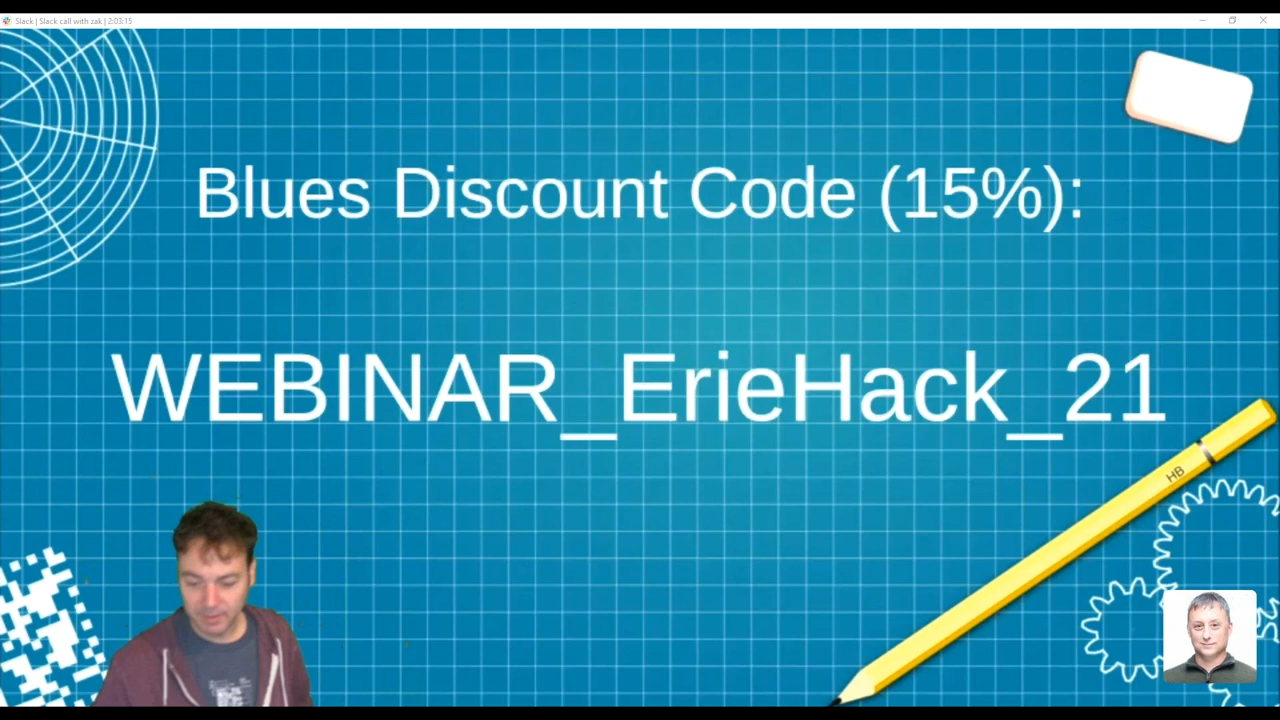 Slack | Slack call with zak | 2:03:15
Blues Discount Code (15%):
WEBINAR_ErieHack_21
HB